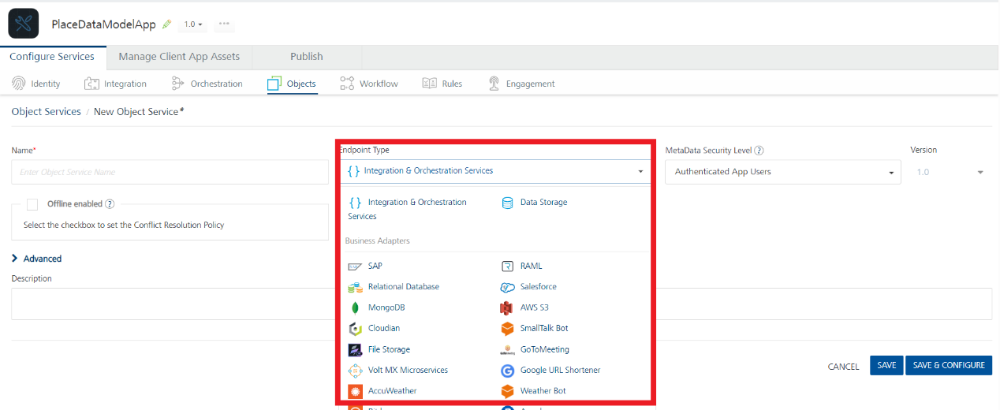 PlaceDataModelApp 1.0
Configure Services Manage Client App Assets Publish
Identity Integration Orchestration Objects Workflow Rules Engagement
Object Services / New Object Service*
Name*
Enter Object Service Name
Offline enabled ?
Select the checkbox to set the Conflict Resolution Policy
Endpoint Type
{ } Integration & Orchestration Services
{ } Integration & Orchestration
Services
Data Storage
Business Adapters
SAP RAML
Relational Database Salesforce
MongoDB AWS S3
Cloudian SmallTalk Bot
File Storage GoToMeeting
Volt MX Microservices Google URL Shortener
AccuWeather Weather Bot
MetaData Security Level ?
Authenticated App Users
Version
1.0
Advanced
Description
CANCEL SAVE SAVE & CONFIGURE